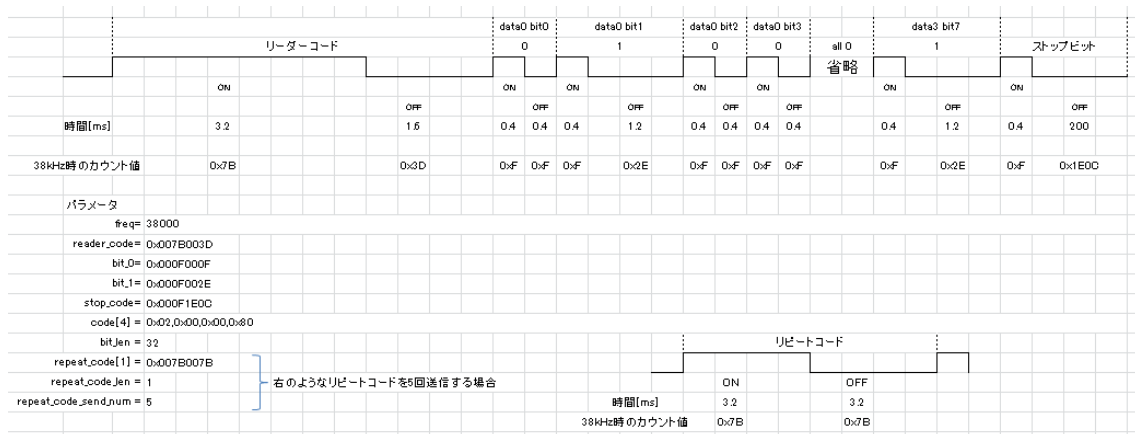 data0 bit0 data0 bit1 data0 bit2 data0 bit3 data3 bit7
リーダーコード 0 1 0 0 all 0 1 ストップビット
省略
ON ON ON ON ON ON ON
OFF OFF OFF OFF OFF OFF OFF
時間[ms] 3.2 1.6 0.4 0.4 0.4 1.2 0.4 0.4 0.4 0.4 0.4 1.2 0.4 200
38kHz時のカウント値 0x7B 0x3D 0xF 0xF 0xF 0x2E 0xF 0xF 0xF 0xF 0xF 0x2E 0xF 0x1E0C
パラメータ
freq= 38000
reader_code= 0x007B003D
bit_0= 0x000F000F
bit_1= 0x000F002E
stop_code= 0x000F1E0C
code[4] = 0x02,0x00,0x00,0x80
bit_len = 32
repeat_code[1] = 0x007B007B
repeat_code_len = 1
repeat_code_send_num = 5
右のようなリピートコードを5回送信する場合
リピートコード
ON OFF
時間[ms] 3.2 3.2
38kHz時のカウント値 0x7B 0x7B